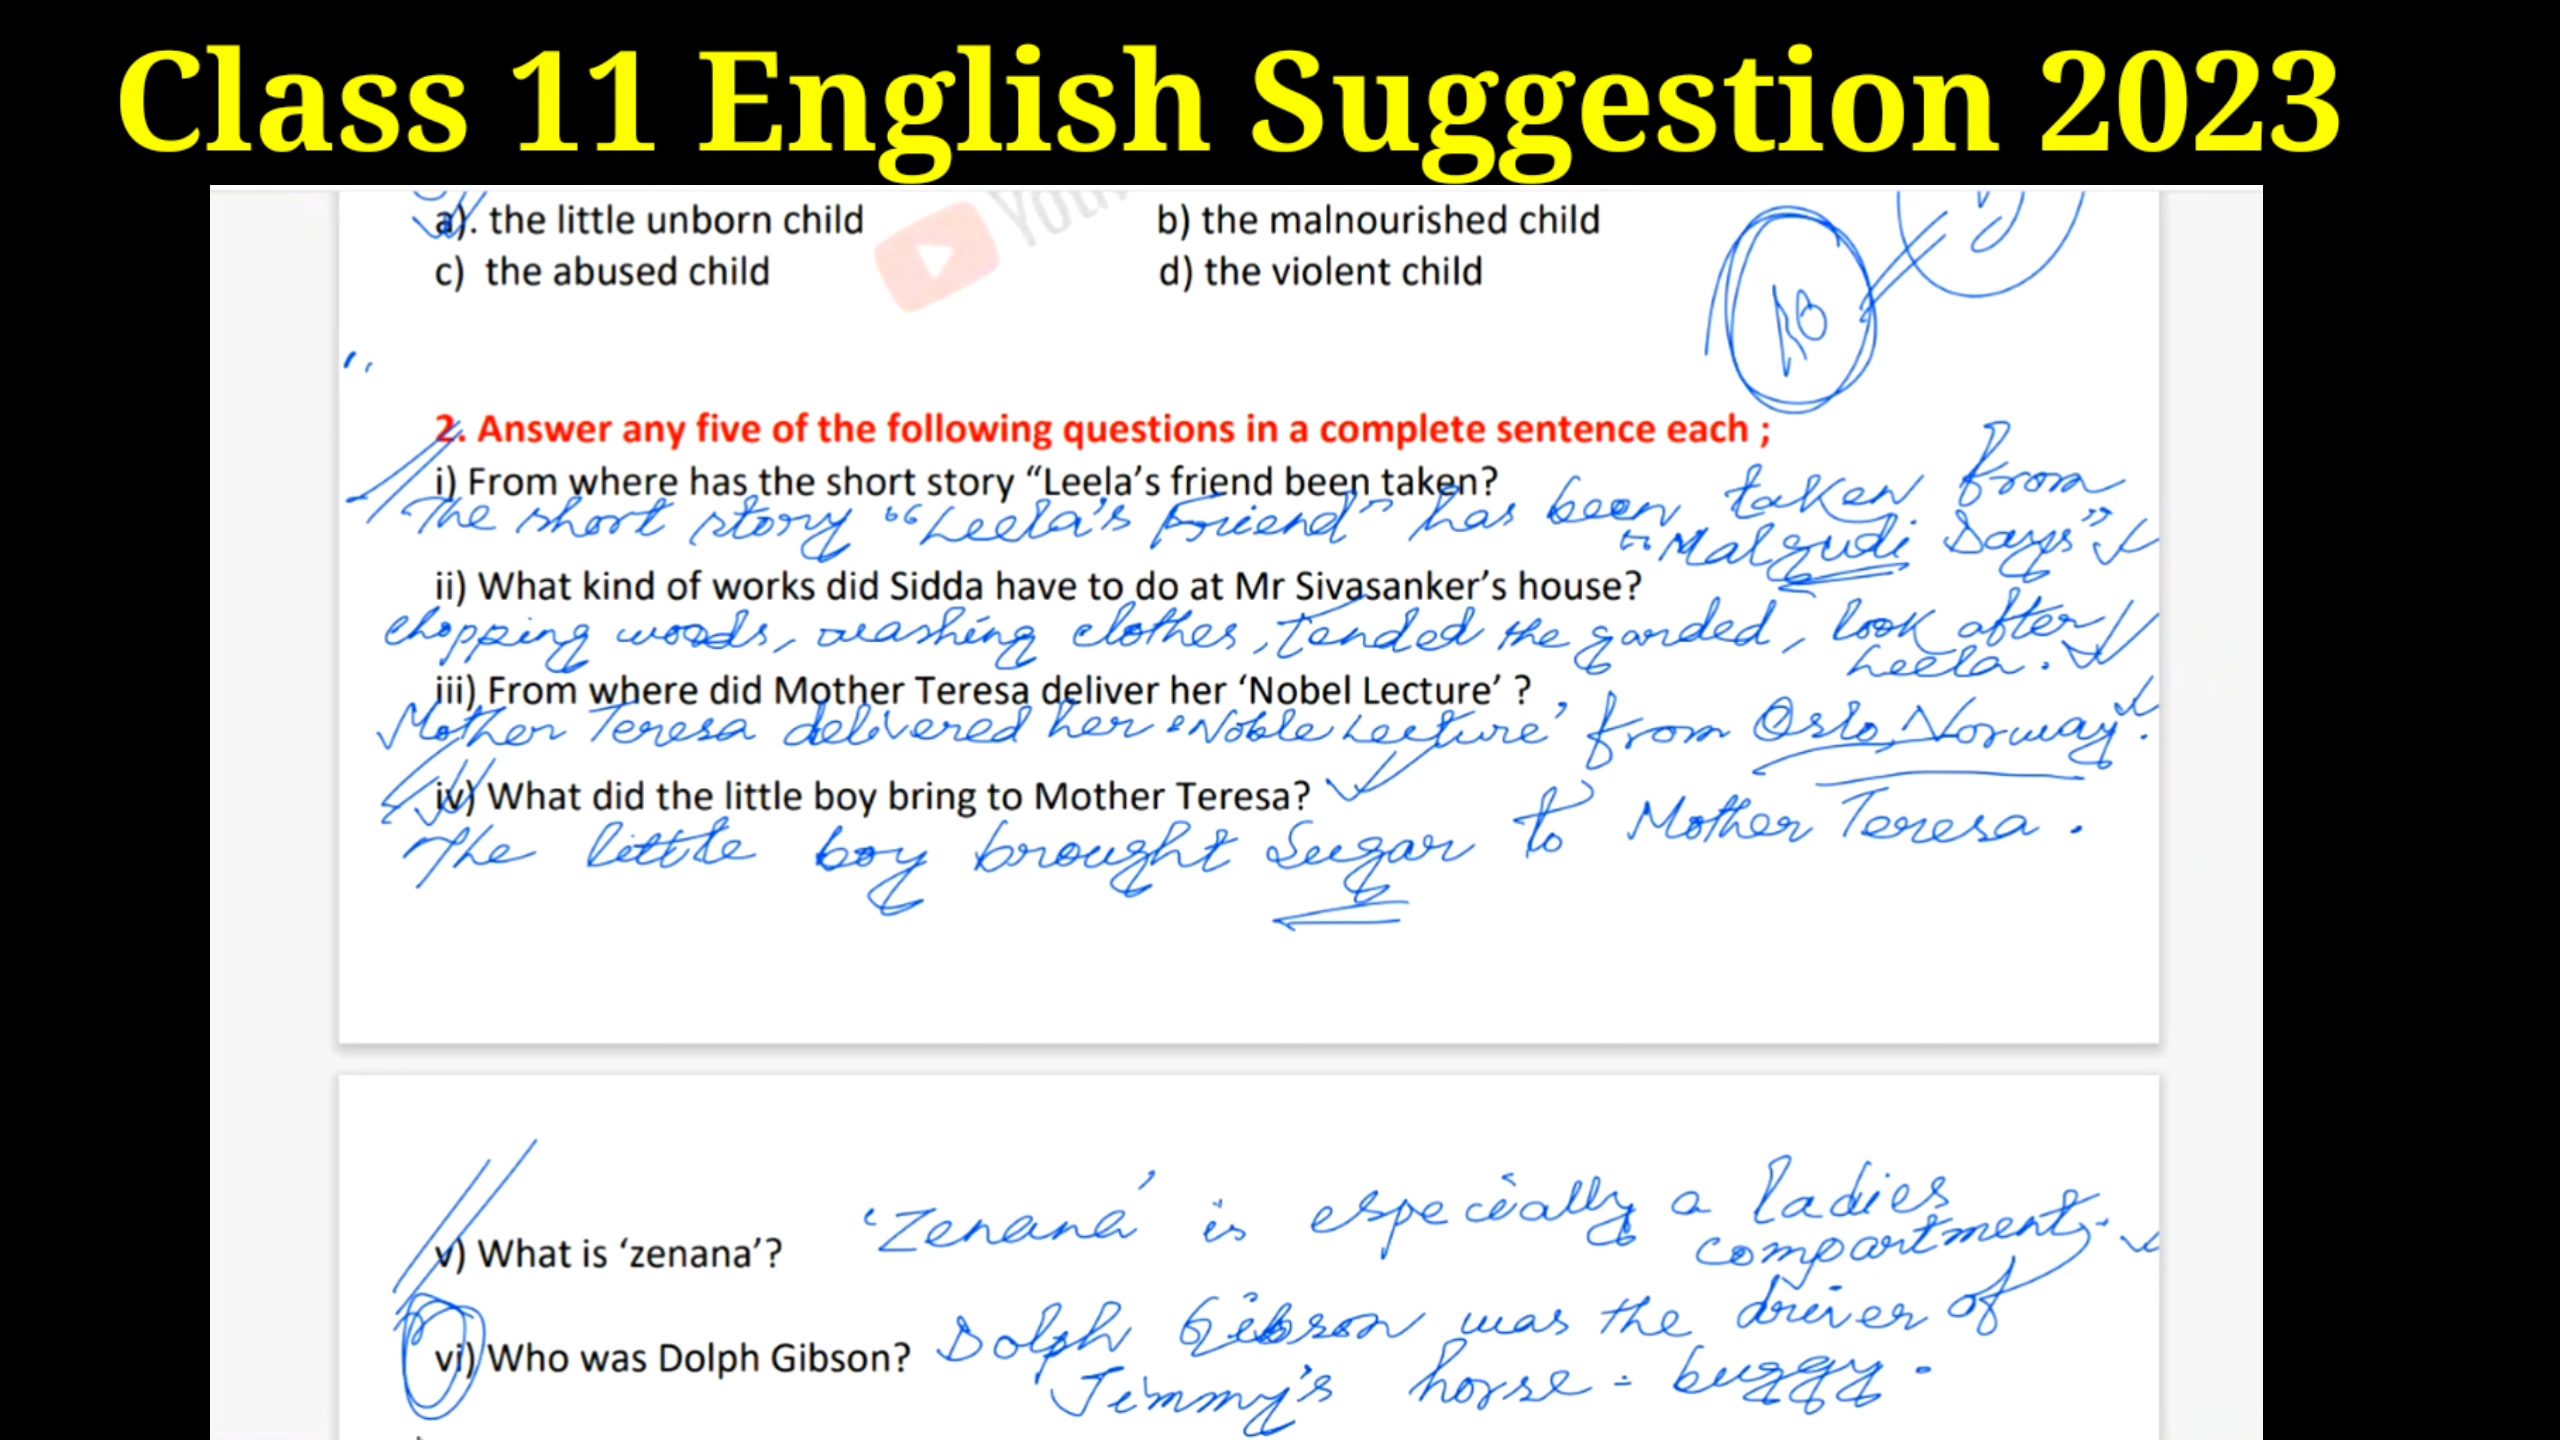 Class 11 English Suggestion 2023
a). the little unborn child b) the malnourished child
c) the abused child d) the violent child
2. Answer any five of the following questions in a complete sentence each ;
i) From where has the short story “Leela’s friend been taken?
The short story “Leela's Friend” has been taken from
“Malgudi Days”
ii) What kind of works did Sidda have to do at Mr Sivasanker’s house?
chopping woods, washing clothes, tended the garded, look after
Leela.
iii) From where did Mother Teresa deliver her ‘Nobel Lecture’ ?
Mother Teresa delivered her ‘Noble Lecture’ from Oslo, Norway.
iv) What did the little boy bring to Mother Teresa?
The little boy brought Sugar to Mother Teresa.
‘Zenana’ is especially a ladies
v) What is ‘zenana’?
compartment.
Dolph Gibson was the driver of
vi) Who was Dolph Gibson?
Jimmy's horse-buggy.